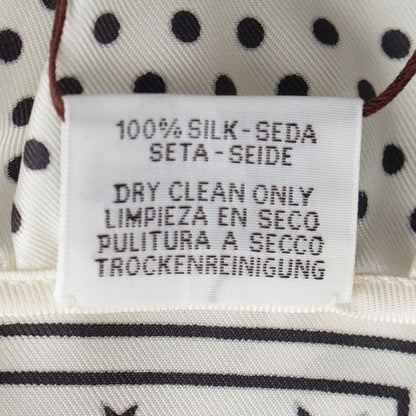 100% SILK-SEDA
SETA-SEIDE
DRY CLEAN ONLY
LIMPIEZA EN SECO
PULITURA A SECCO
TROCKENREINIGUNG